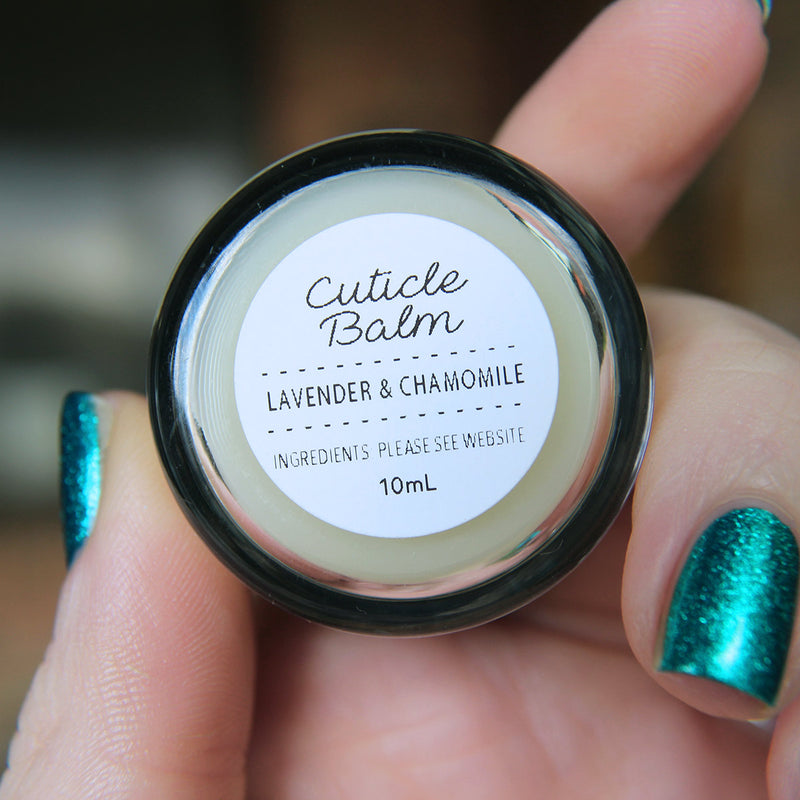 Cuticle
Balm
LAVENDER & CHAMOMILE
INGREDIENTS PLEASE SEE WEBSITE
10mL